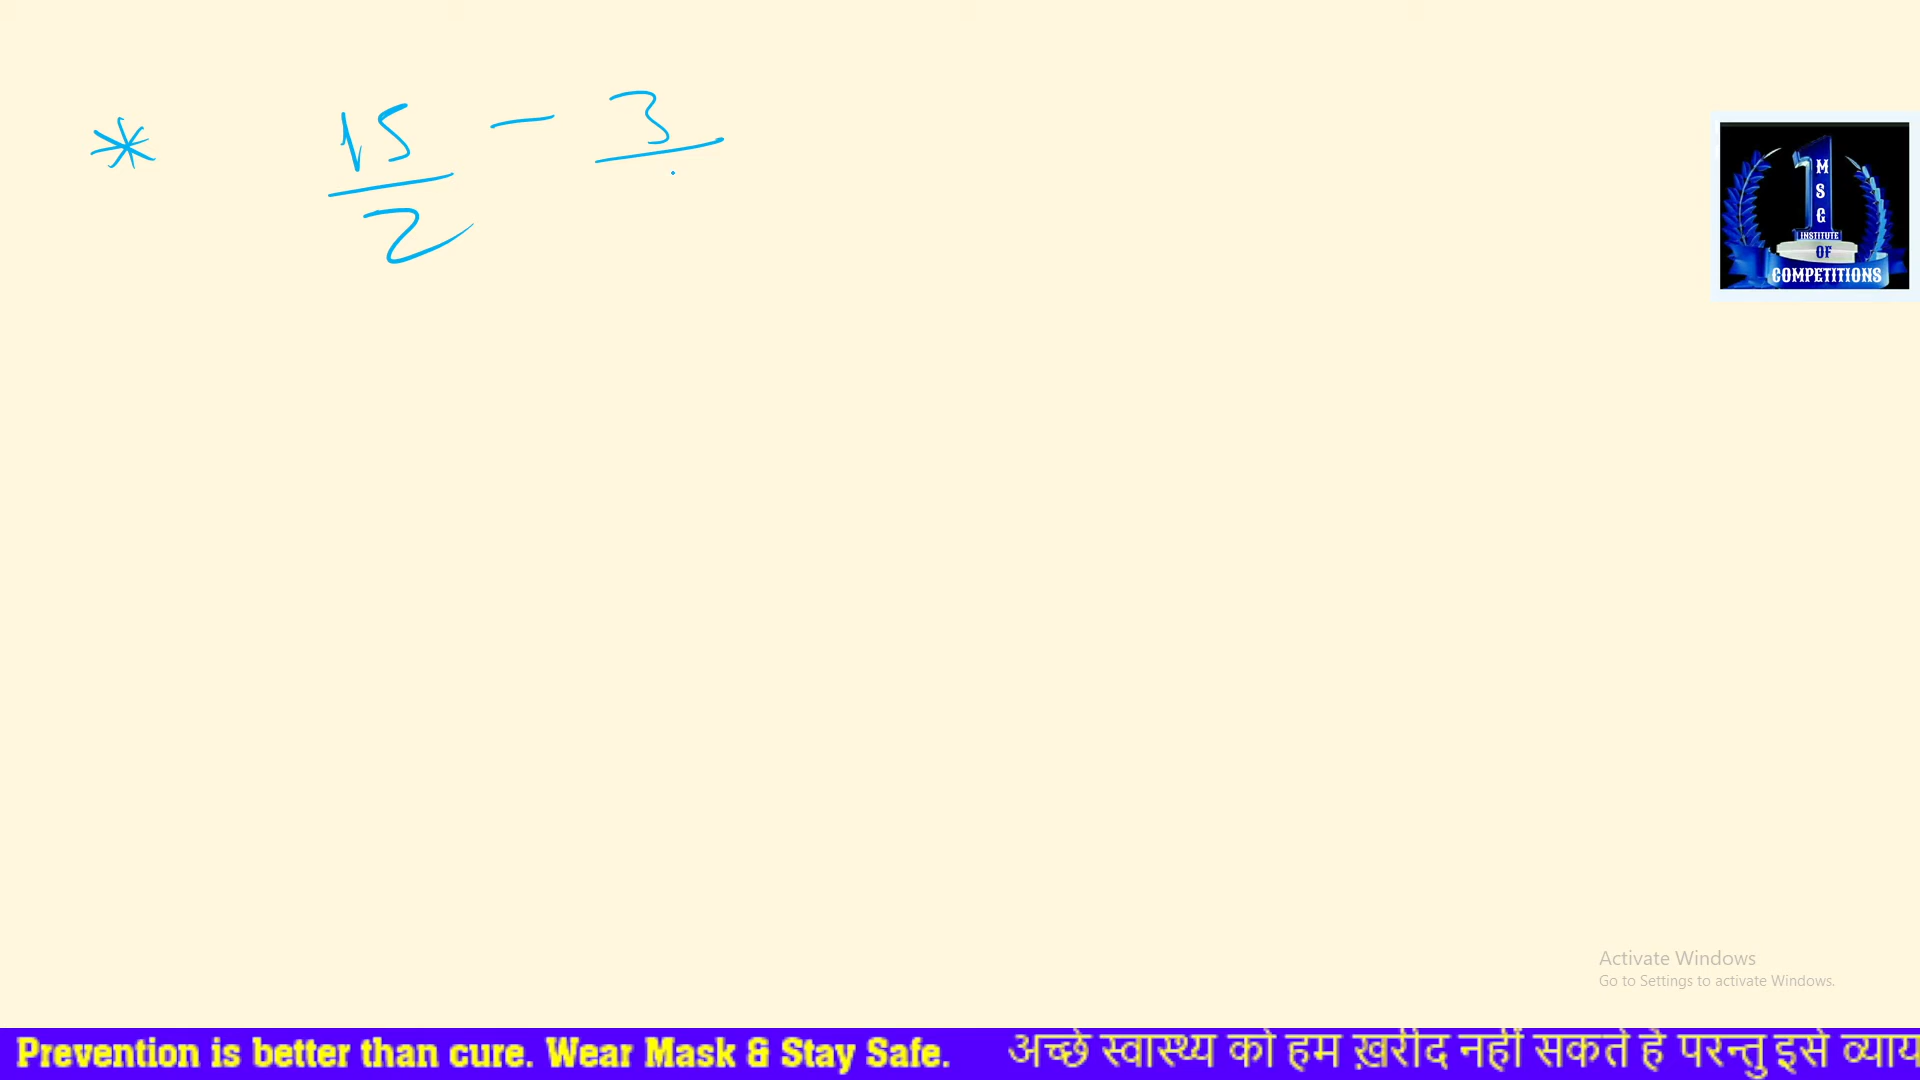 * 15/2 - 3/
M
S
G
INSTITUTE
OF
COMPETITIONS
Activate Windows
Go to Settings to activate Windows.
Prevention is better than cure. Wear Mask & Stay Safe. अच्छे स्वास्थ्य को हम ख़रीद नहीं सकते हैं परन्तु इसे व्याय